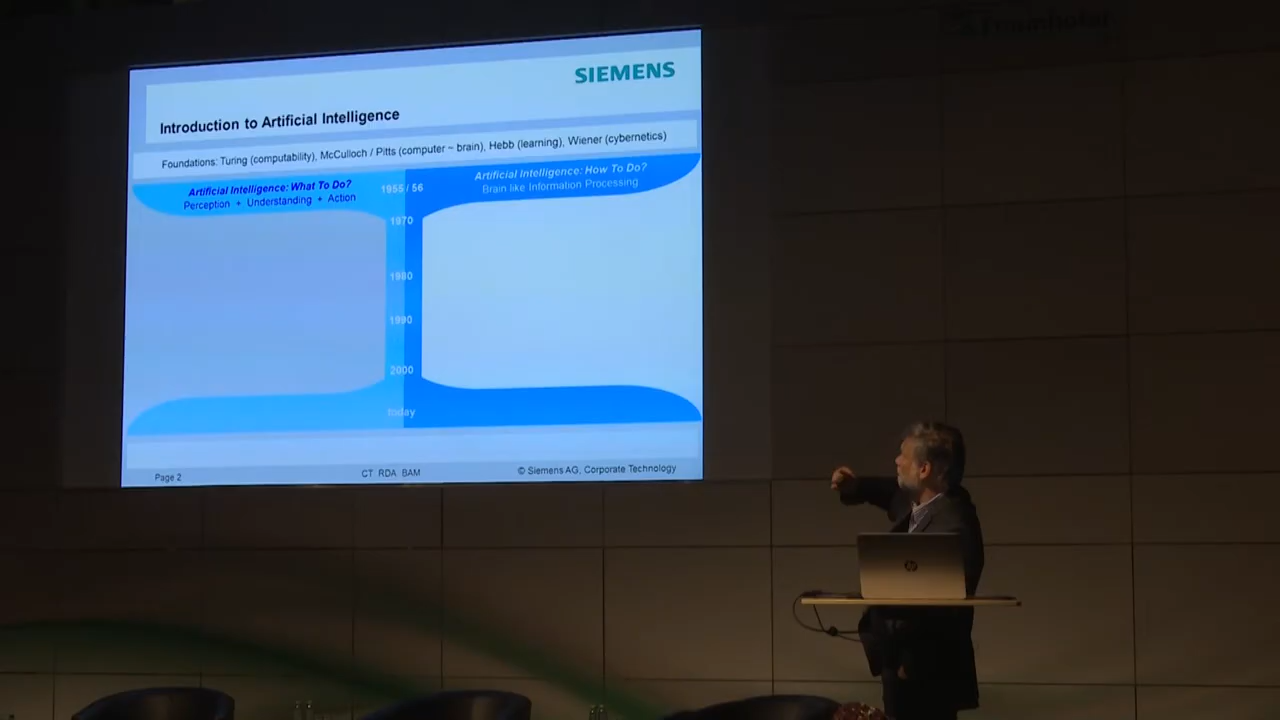 SIEMENS
Introduction to Artificial Intelligence
Foundations: Turing (computability), McCulloch / Pitts (computer ~ brain), Hebb (learning), Wiener (cybernetics)
Artificial Intelligence: What To Do?
Perception + Understanding + Action
1955 / 56
Artificial Intelligence: How To Do?
Brain like Information Processing
1970
1980
1990
2000
today
Page 2
CT RDA BAM
© Siemens AG, Corporate Technology
Fraunhofer
hp